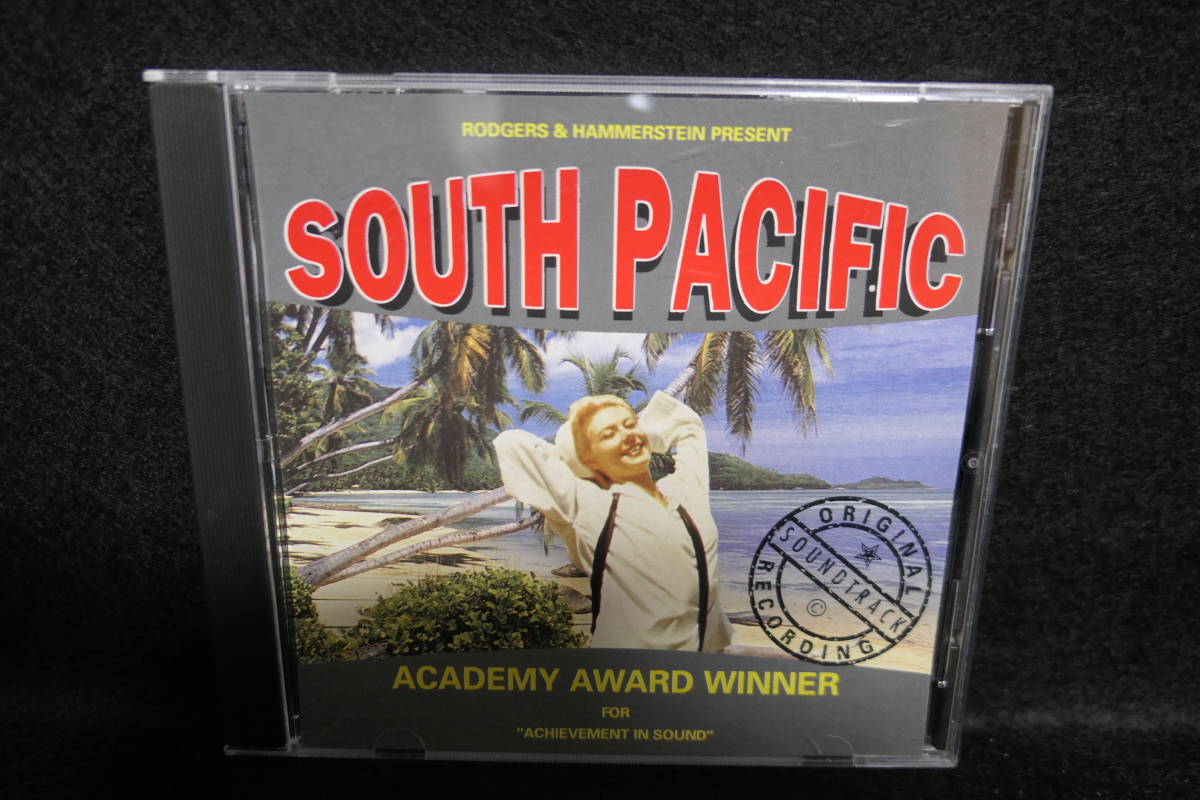 RODGERS & HAMMERSTEIN PRESENT
SOUTH PACIFIC
ORIGINAL
SOUNDTRACK
©
RECORDING
ACADEMY AWARD WINNER
FOR
"ACHIEVEMENT IN SOUND"